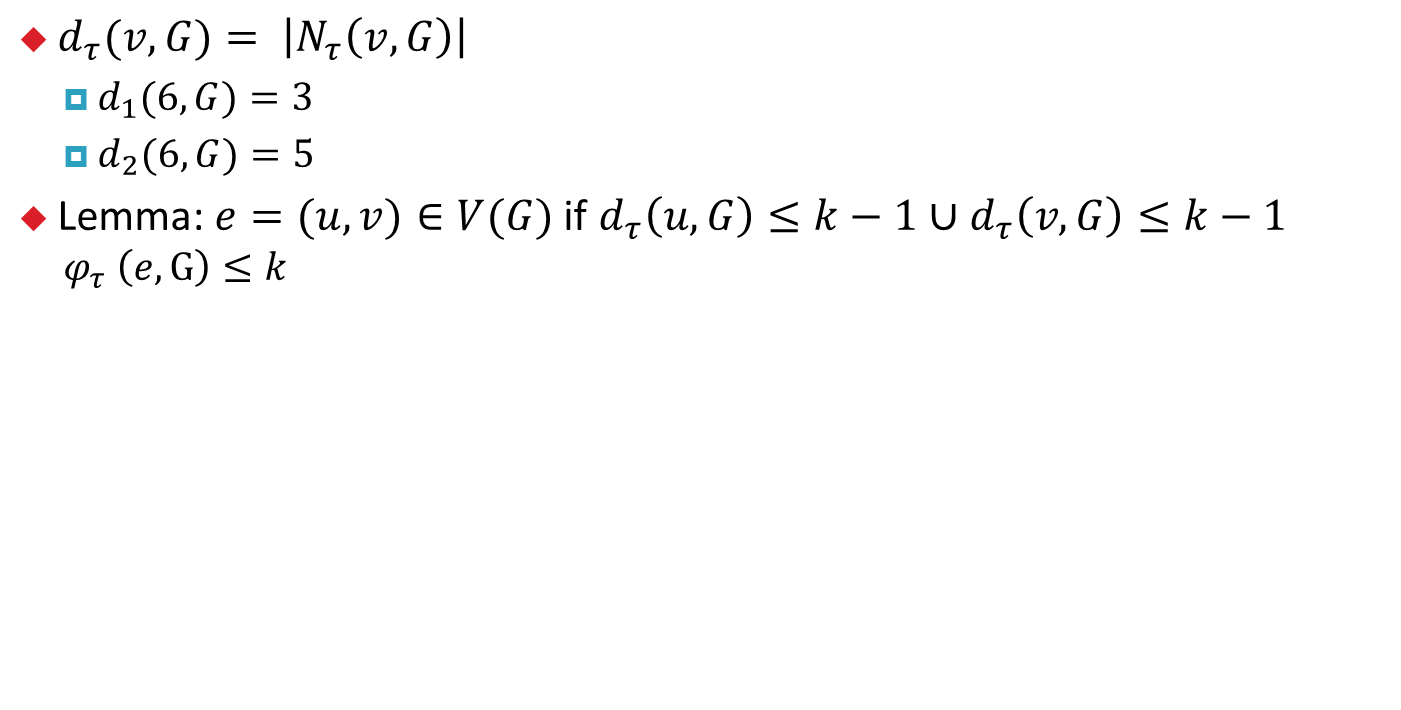 d_τ(v, G) = |N_τ(v, G)|
d_1(6, G) = 3
d_2(6, G) = 5
Lemma: e = (u, v) ∈ V(G) if d_τ(u, G) ≤ k − 1 ∪ d_τ(v, G) ≤ k − 1
φ_τ (e, G) ≤ k